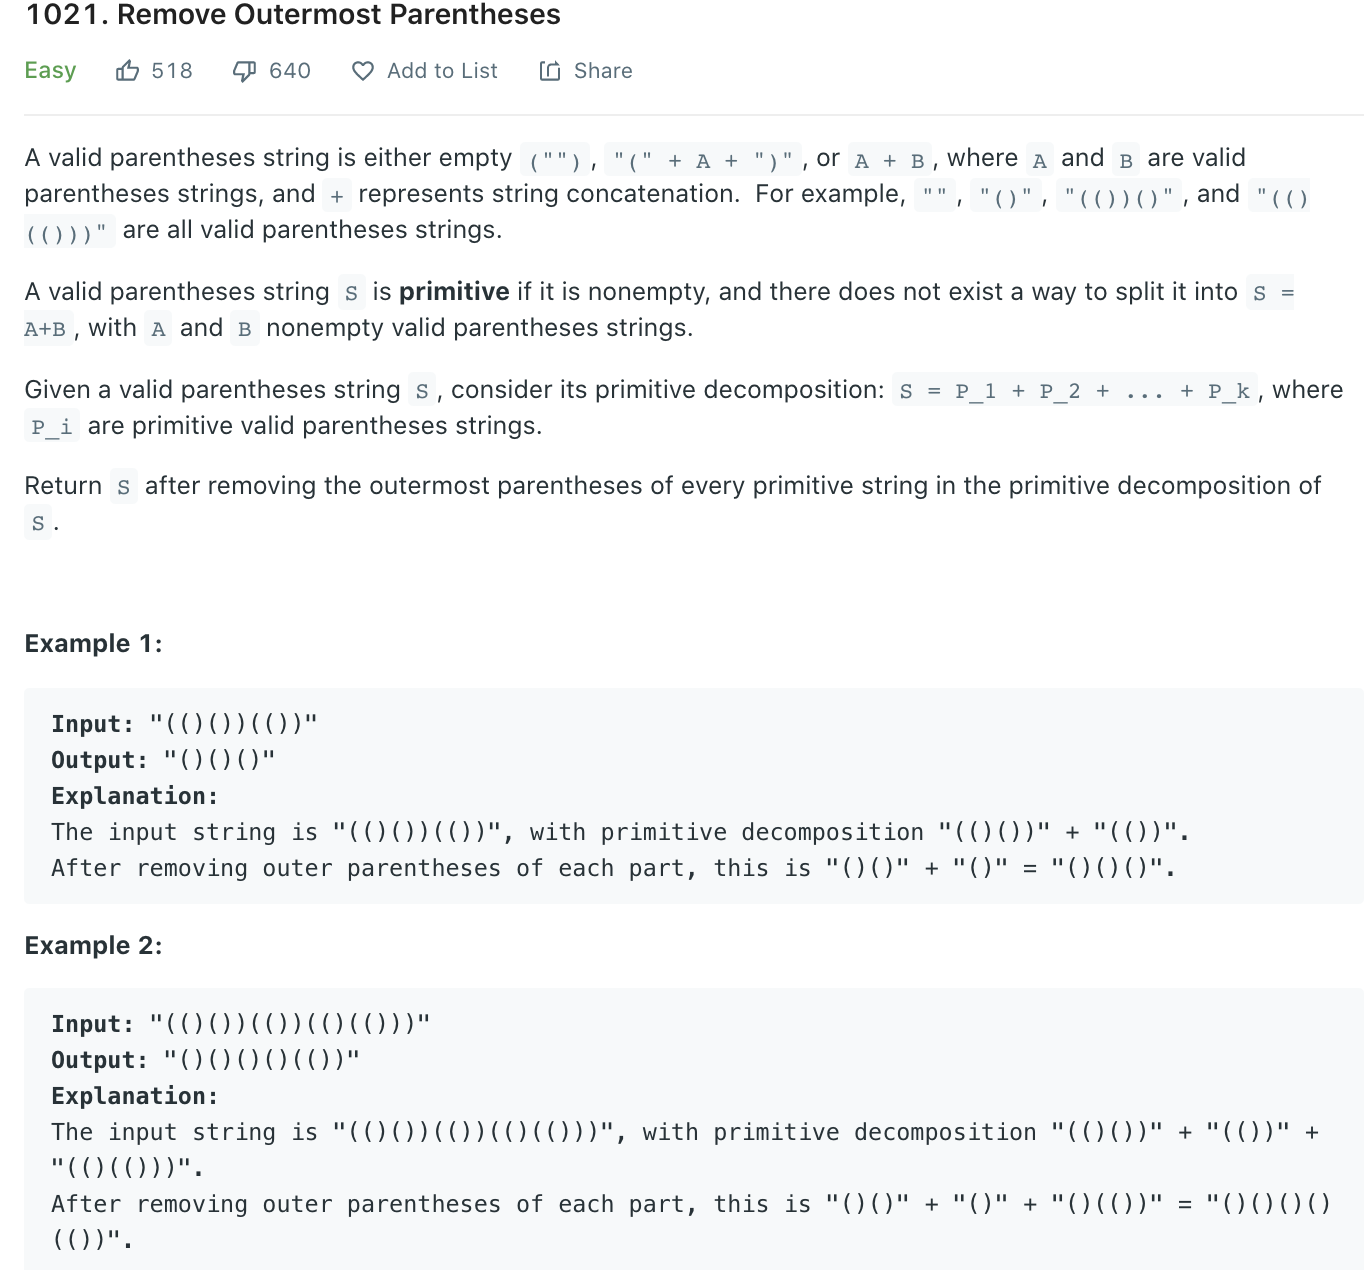 1021. Remove Outermost Parentheses
Easy 518 640 Add to List Share
A valid parentheses string is either empty (""), "(" + A + ")", or A + B, where A and B are valid
parentheses strings, and + represents string concatenation. For example, "", "()", "(())()", and "(()
(()))" are all valid parentheses strings.
A valid parentheses string S is primitive if it is nonempty, and there does not exist a way to split it into S =
A+B, with A and B nonempty valid parentheses strings.
Given a valid parentheses string S, consider its primitive decomposition: S = P_1 + P_2 + ... + P_k, where
P_i are primitive valid parentheses strings.
Return S after removing the outermost parentheses of every primitive string in the primitive decomposition of
S.
Example 1:
Input: "(()())(())"
Output: "()()()"
Explanation:
The input string is "(()())(())", with primitive decomposition "(()())" + "(())".
After removing outer parentheses of each part, this is "()()" + "()" = "()()()".
Example 2:
Input: "(()())(())(()(()))"
Output: "()()()()(())"
Explanation:
The input string is "(()())(())(()(()))", with primitive decomposition "(()())" + "(())" +
"(()(()))".
After removing outer parentheses of each part, this is "()()" + "()" + "()(())" = "()()()()
(())".